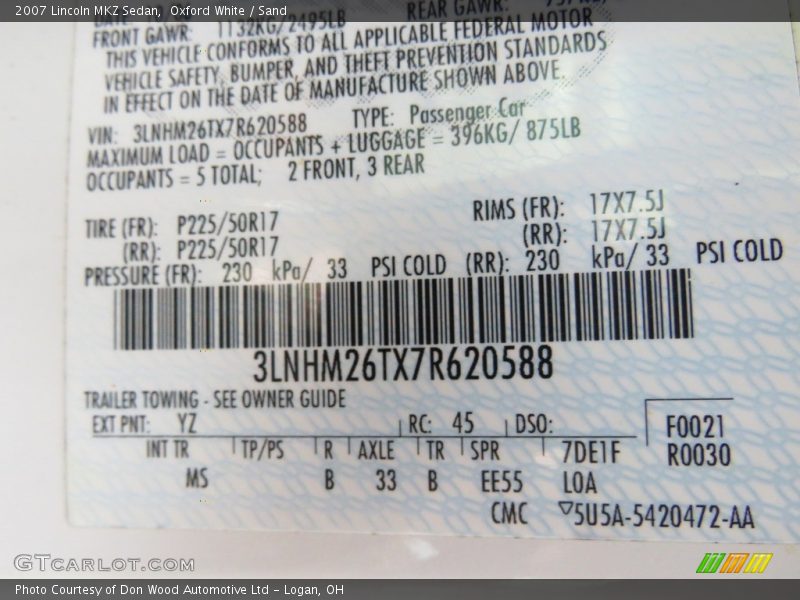 2007 Lincoln MKZ Sedan, Oxford White / Sand
REAR GAWR:
FRONT GAWR: 1132KG/2495LB
THIS VEHICLE CONFORMS TO ALL APPLICABLE FEDERAL MOTOR
VEHICLE SAFETY, BUMPER, AND THEFT PREVENTION STANDARDS
IN EFFECT ON THE DATE OF MANUFACTURE SHOWN ABOVE.
VIN: 3LNHM26TX7R620588 TYPE: Passenger Car
MAXIMUM LOAD = OCCUPANTS + LUGGAGE = 396KG/ 875LB
OCCUPANTS = 5 TOTAL; 2 FRONT, 3 REAR
TIRE (FR): P225/50R17 RIMS (FR): 17X7.5J
(RR): P225/50R17 (RR): 17X7.5J
PRESSURE (FR): 230 kPa/ 33 PSI COLD (RR): 230 kPa/ 33 PSI COLD
3LNHM26TX7R620588
TRAILER TOWING - SEE OWNER GUIDE
EXT PNT: YZ RC: 45 DSO: F0021
INT TR TP/PS R AXLE TR SPR 7DE1F R0030
MS B 33 B EE55 LOA
CMC ▽5U5A-5420472-AA
GTCARLOT.COM
Photo Courtesy of Don Wood Automotive Ltd - Logan, OH